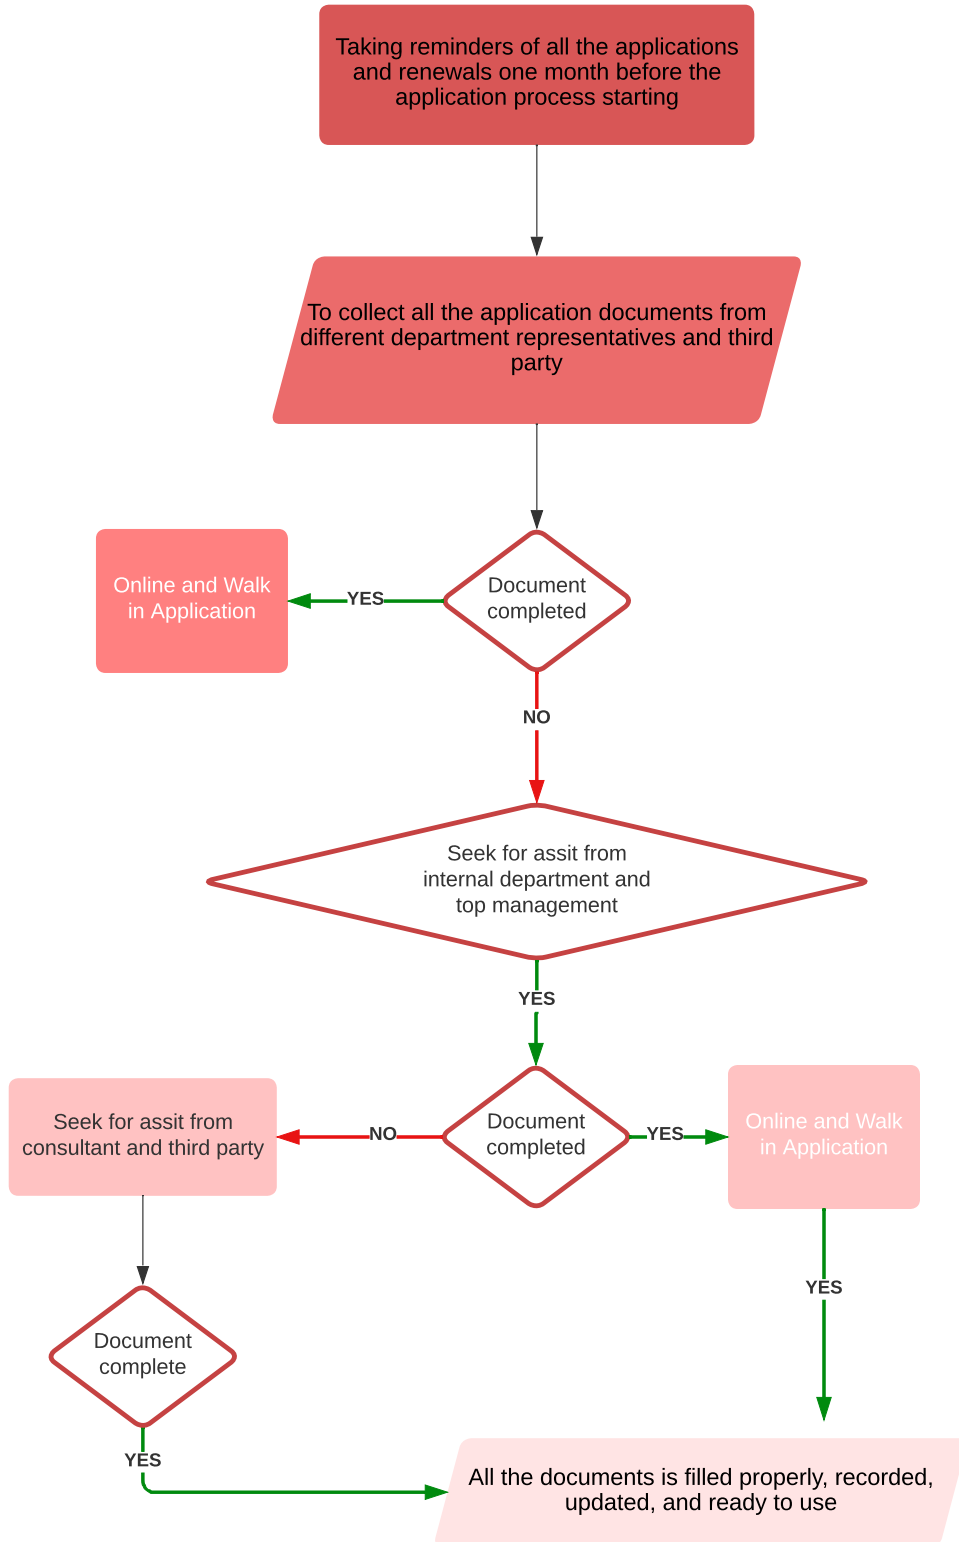 Taking reminders of all the applications
and renewals one month before the
application process starting
To collect all the application documents from
different department representatives and third
party
Online and Walk
in Application
YES
Document
completed
NO
Seek for assit from
internal department and
top management
YES
Seek for assit from
consultant and third party
NO
Document
completed
YES
Online and Walk
in Application
YES
Document
complete
YES
All the documents is filled properly, recorded,
updated, and ready to use